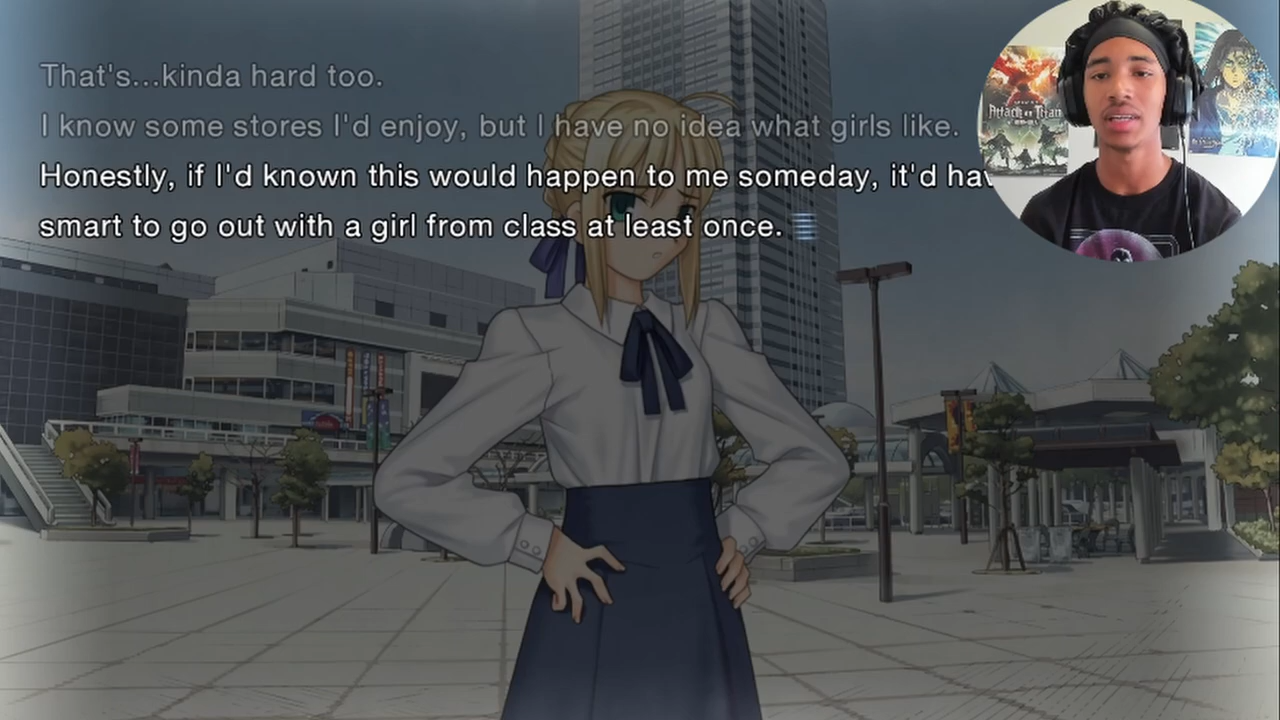 That's...kinda hard too.
I know some stores I'd enjoy, but I have no idea what girls like.
Honestly, if I'd known this would happen to me someday, it'd
smart to go out with a girl from class at least once.
Attack on Titan